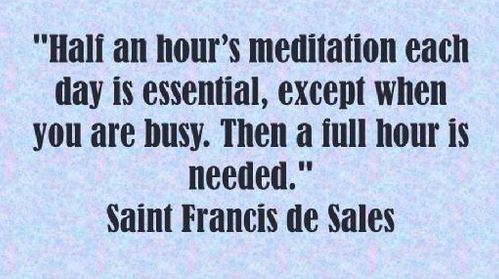 "Half an hour’s meditation each
day is essential, except when
you are busy. Then a full hour is
needed."
Saint Francis de Sales